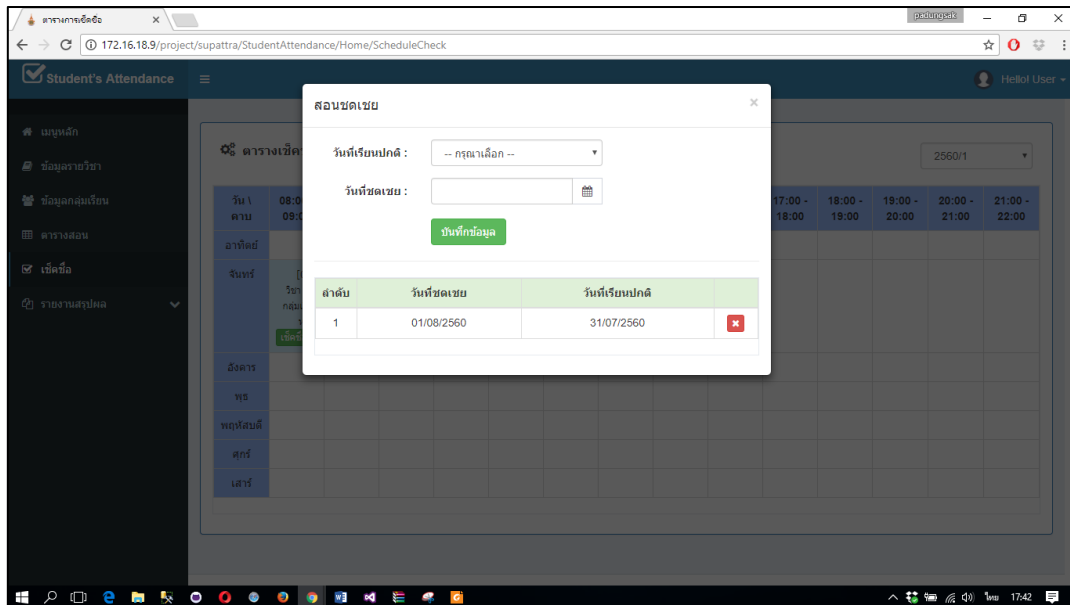 ตารางการเช็คชื่อ
padungsak
172.16.18.9/project/supattra/StudentAttendance/Home/ScheduleCheck
Student's Attendance
Hello! User
สอนชดเชย
×
เมนูหลัก
ข้อมูลรายวิชา
ข้อมูลกลุ่มเรียน
ตารางสอน
เช็คชื่อ
รายงานสรุปผล
2560/1
วันที่เรียนปกติ :
-- กรุณาเลือก --
วันที่ชดเชย :
บันทึกข้อมูล
ลำดับ วันที่ชดเชย วันที่เรียนปกติ
1 01/08/2560 31/07/2560
วัน \
คาบ
17:00 -
18:00
18:00 -
19:00
19:00 -
20:00
20:00 -
21:00
21:00 -
22:00
อาทิตย์
จันทร์
อังคาร
พุธ
พฤหัสบดี
ศุกร์
เสาร์
ไทย
17:42